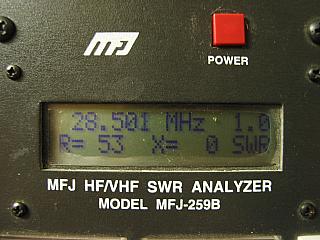 MFJ
POWER
28.501 MHz 1.0
R= 53 X= 0 SWR
MFJ HF/VHF SWR ANALYZER
MODEL MFJ-259B